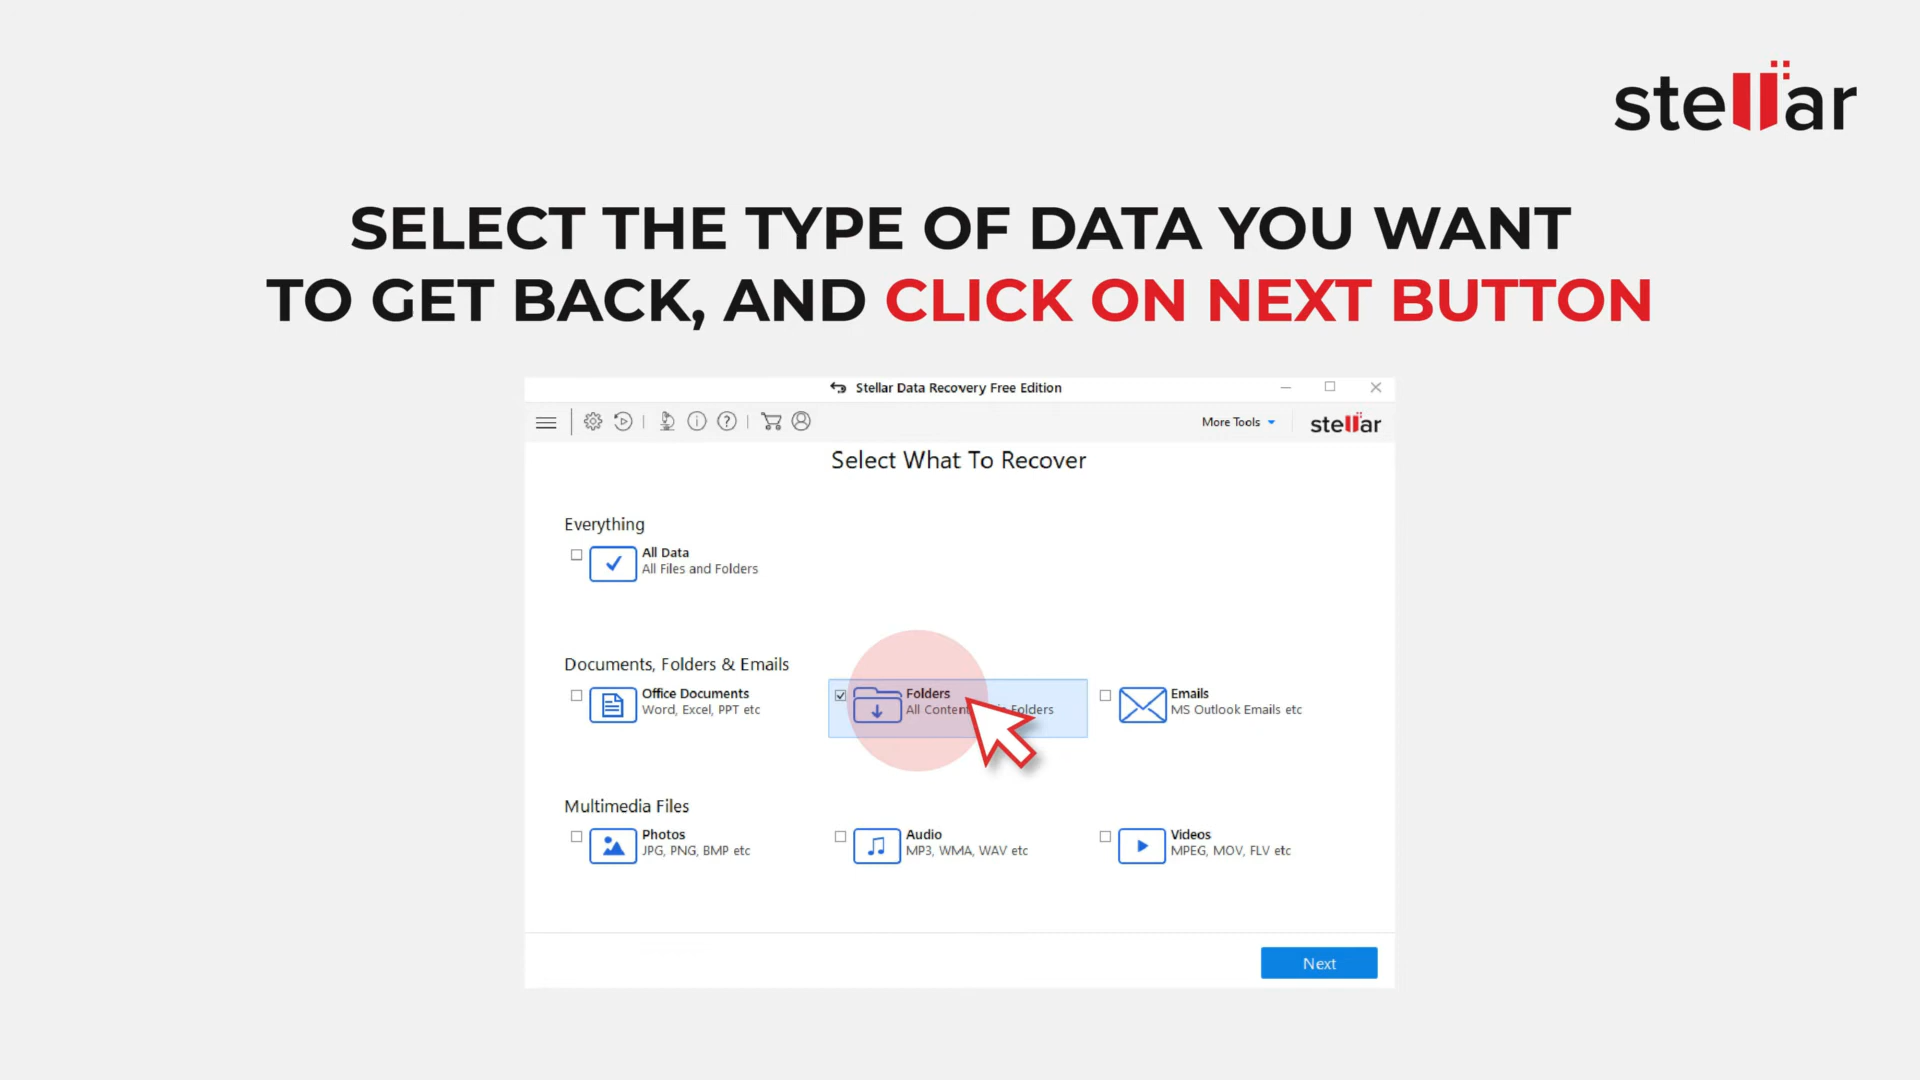 stellar
SELECT THE TYPE OF DATA YOU WANT
TO GET BACK, AND CLICK ON NEXT BUTTON
Stellar Data Recovery Free Edition
More Tools
stellar
Select What To Recover
Everything
All Data
All Files and Folders
Documents, Folders & Emails
Office Documents
Word, Excel, PPT etc
Folders
All Content Folders
Emails
MS Outlook Emails etc
Multimedia Files
Photos
JPG, PNG, BMP etc
Audio
MP3, WMA, WAV etc
Videos
MPEG, MOV, FLV etc
Next